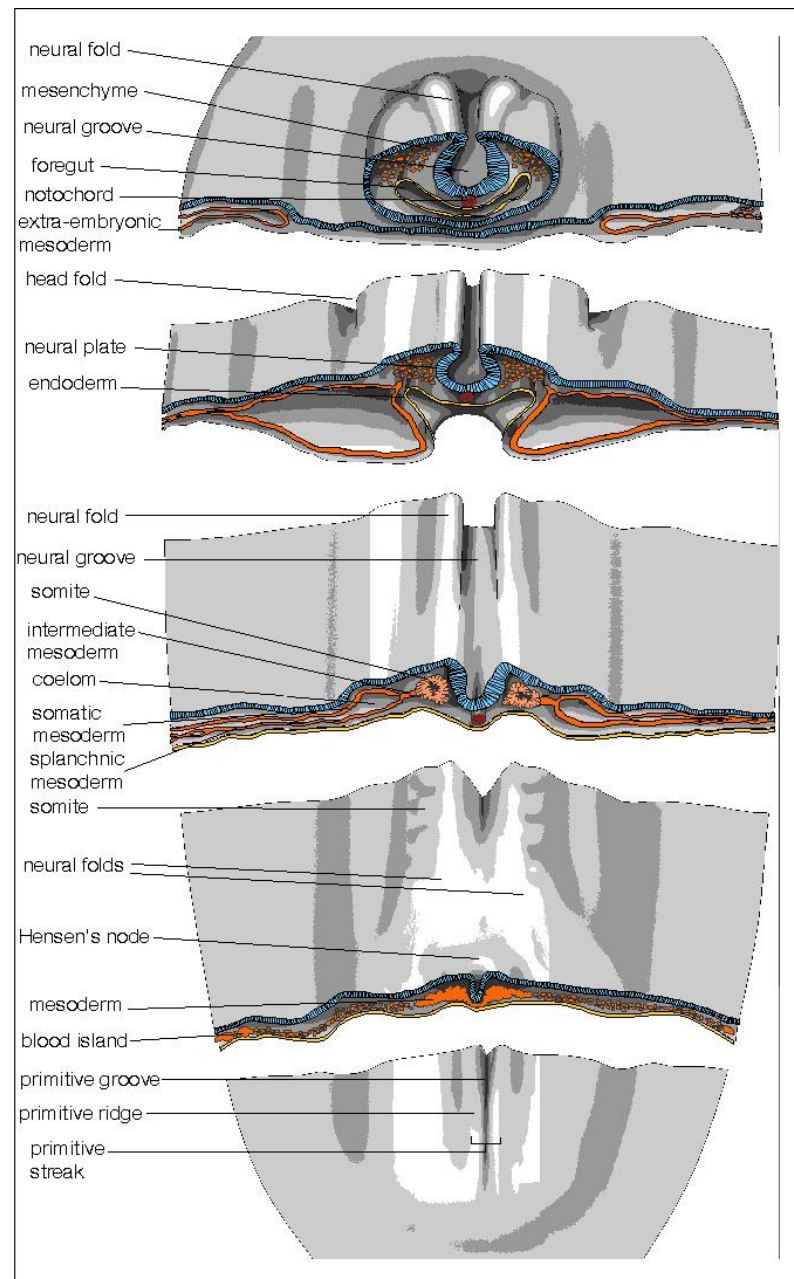 neural fold
mesenchyme
neural groove
foregut
notochord
extra-embryonic
mesoderm
head fold
neural plate
endoderm
neural fold
neural groove
somite
intermediate
mesoderm
coelom
somatic
mesoderm
splanchnic
mesoderm
somite
neural folds
Hensen's node
mesoderm
blood island
primitive groove
primitive ridge
primitive
streak